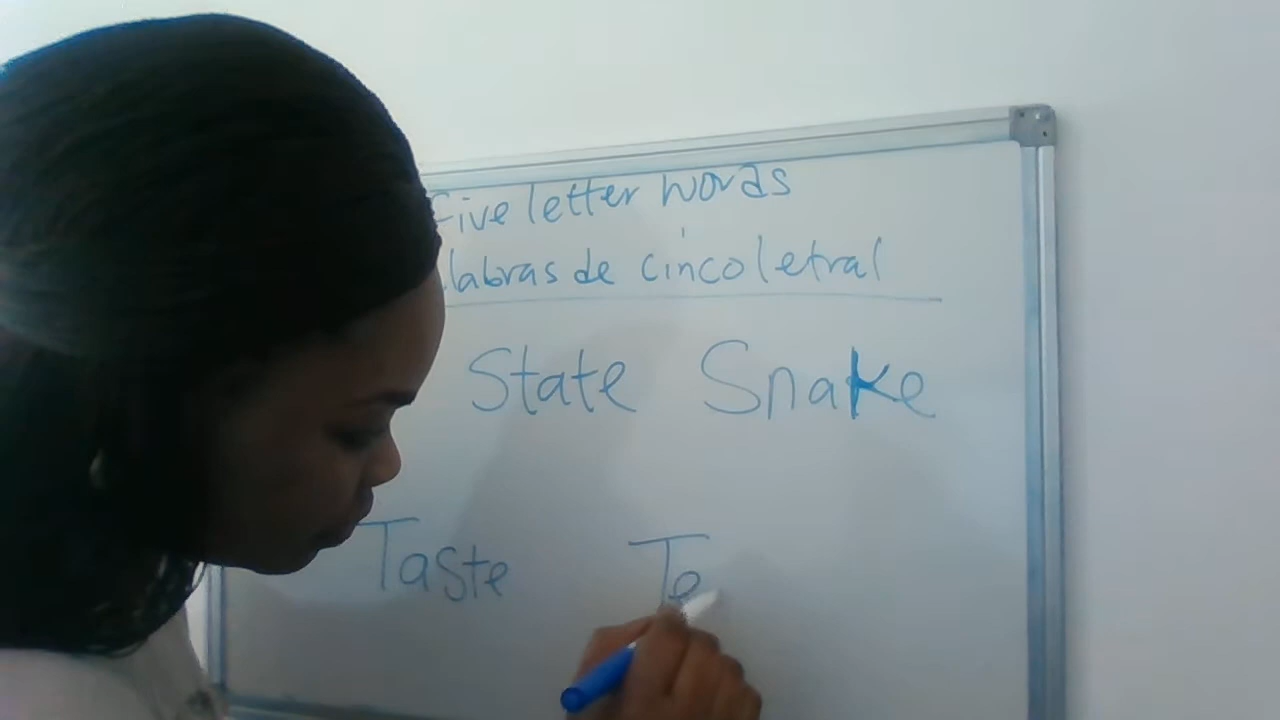 Five letter words
labras de cinco letral
State Snake
Taste Te